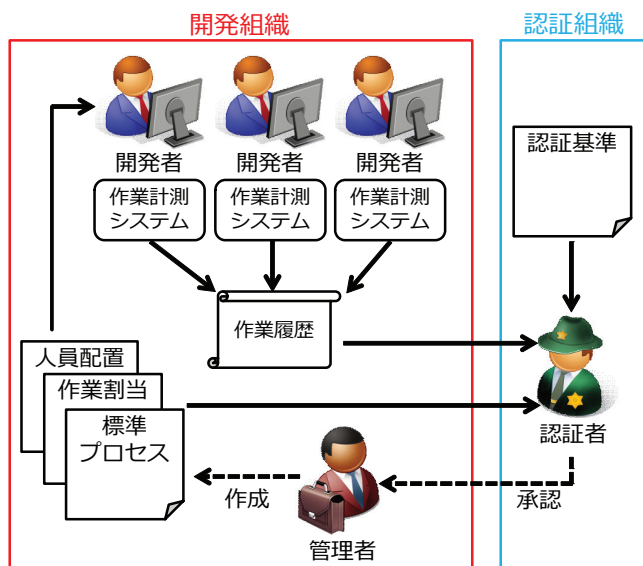 開発組織
認証組織
開発者
開発者
開発者
認証基準
作業計測
システム
作業計測
システム
作業計測
システム
作業履歴
人員配置
作業割当
標準
プロセス
認証者
作成
承認
管理者